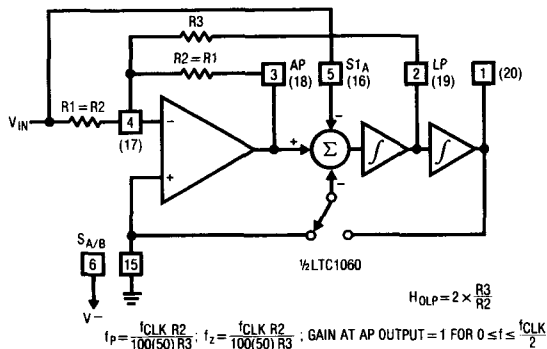 R3
R2=R1
3 AP
(18)
5 S1A
(16)
2 LP
(19)
1 (20)
R1=R2
VIN
4
(17)
−
+
+
−
Σ
∫
∫
−
SA/B
6
V−
15
½LTC1060
HOLP=2 × R3/R2
fP= fCLK R2/100(50) R3 ; fz= fCLK R2/100(50) R3 ; GAIN AT AP OUTPUT = 1 FOR 0 ≤ f ≤ fCLK/2